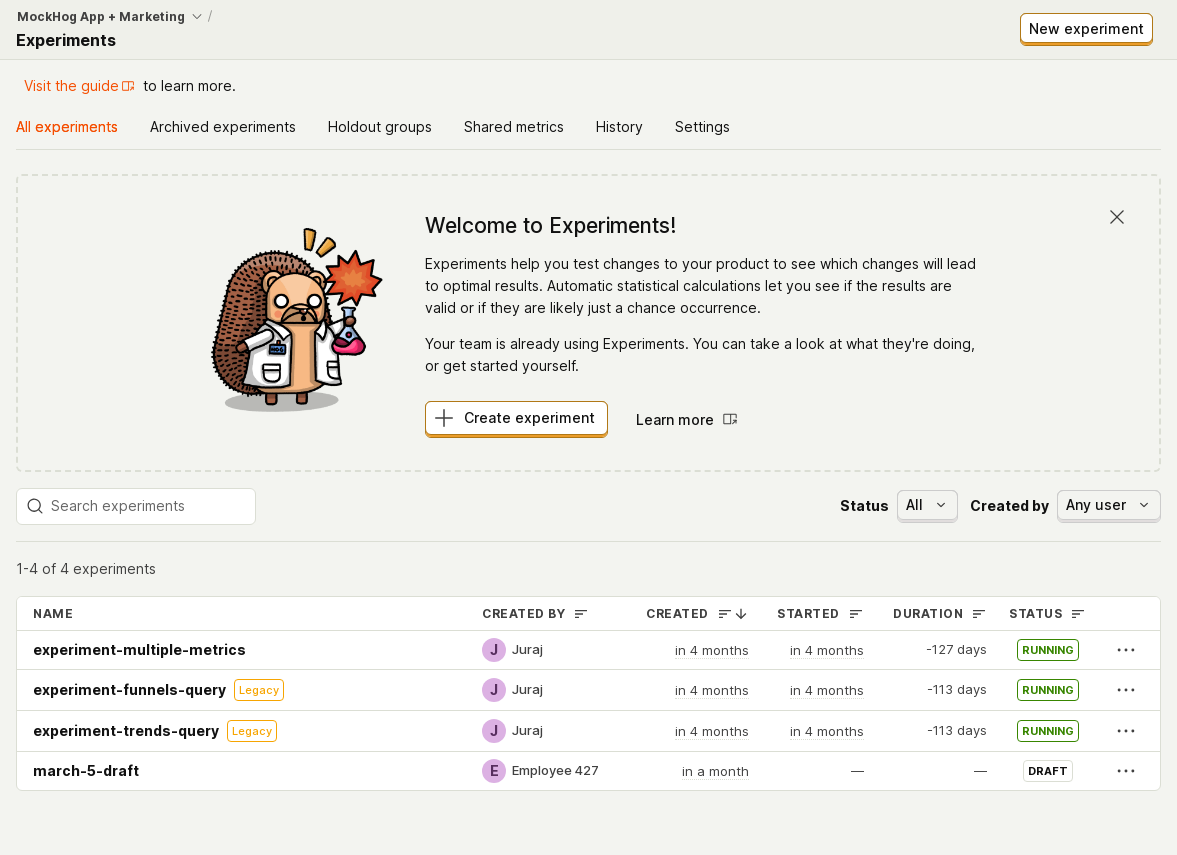 MockHog App + Marketing /
Experiments
New experiment
Visit the guide to learn more.
All experiments Archived experiments Holdout groups Shared metrics History Settings
Welcome to Experiments!
Experiments help you test changes to your product to see which changes will lead
to optimal results. Automatic statistical calculations let you see if the results are
valid or if they are likely just a chance occurrence.
Your team is already using Experiments. You can take a look at what they're doing,
or get started yourself.
Create experiment Learn more
Search experiments Status All Created by Any user
1-4 of 4 experiments
NAME CREATED BY CREATED STARTED DURATION STATUS
experiment-multiple-metrics J Juraj in 4 months in 4 months -127 days RUNNING
experiment-funnels-query Legacy J Juraj in 4 months in 4 months -113 days RUNNING
experiment-trends-query Legacy J Juraj in 4 months in 4 months -113 days RUNNING
march-5-draft E Employee 427 in a month — — DRAFT